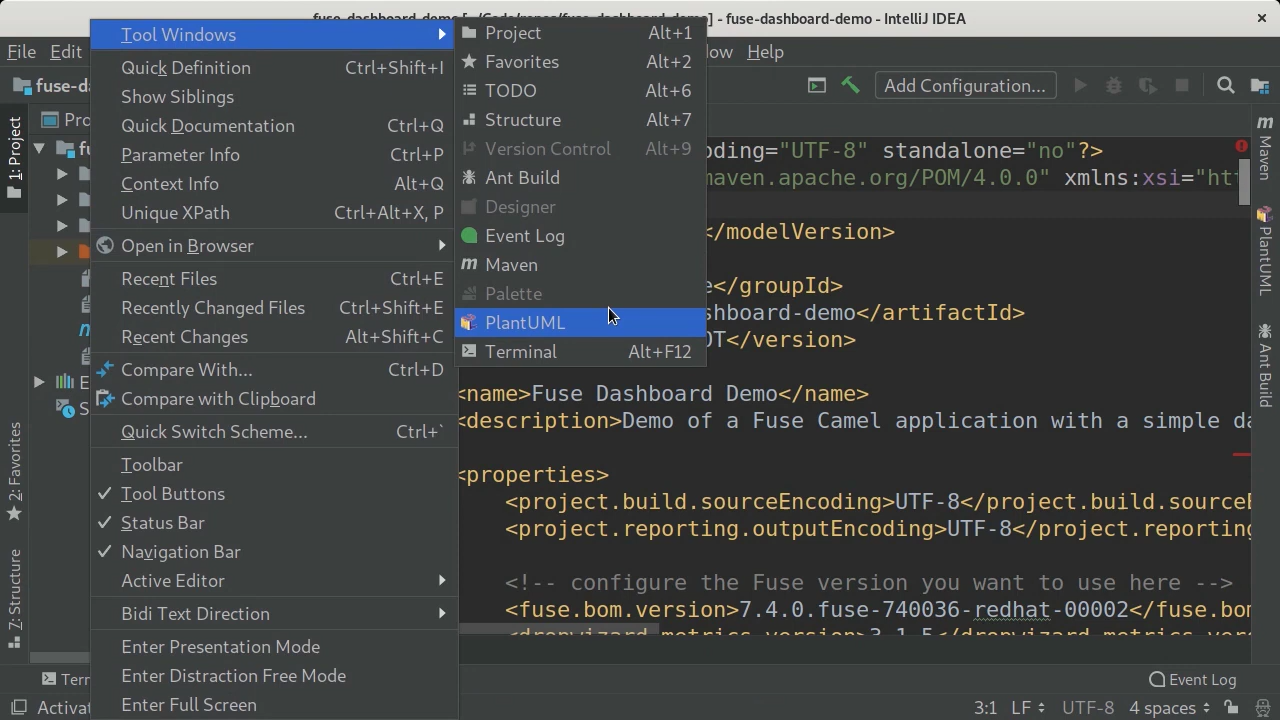 - fuse-dashboard-demo - IntelliJ IDEA
File Edit
Help
Add Configuration...
Tool Windows
Quick Definition Ctrl+Shift+I
Show Siblings
Quick Documentation Ctrl+Q
Parameter Info Ctrl+P
Context Info Alt+Q
Unique XPath Ctrl+Alt+X, P
Open in Browser
Recent Files Ctrl+E
Recently Changed Files Ctrl+Shift+E
Recent Changes Alt+Shift+C
Compare With... Ctrl+D
Compare with Clipboard
Quick Switch Scheme... Ctrl+`
Toolbar
Tool Buttons
Status Bar
Navigation Bar
Active Editor
Bidi Text Direction
Enter Presentation Mode
Enter Distraction Free Mode
Enter Full Screen
Project Alt+1
Favorites Alt+2
TODO Alt+6
Structure Alt+7
Version Control Alt+9
Ant Build
Designer
Event Log
Maven
Palette
PlantUML
Terminal Alt+F12
oding="UTF-8" standalone="no"?>
maven.apache.org/POM/4.0.0" xmlns:xsi="htt
</modelVersion>
e</groupId>
shboard-demo</artifactId>
OT</version>
<name>Fuse Dashboard Demo</name>
<description>Demo of a Fuse Camel application with a simple da
<properties>
<project.build.sourceEncoding>UTF-8</project.build.sourceE
<project.reporting.outputEncoding>UTF-8</project.reporting
<!-- configure the Fuse version you want to use here -->
<fuse.bom.version>7.4.0.fuse-740036-redhat-00002</fuse.bom
1: Project
2: Favorites
7: Structure
Maven
PlantUML
Ant Build
Event Log
3:1 LF UTF-8 4 spaces